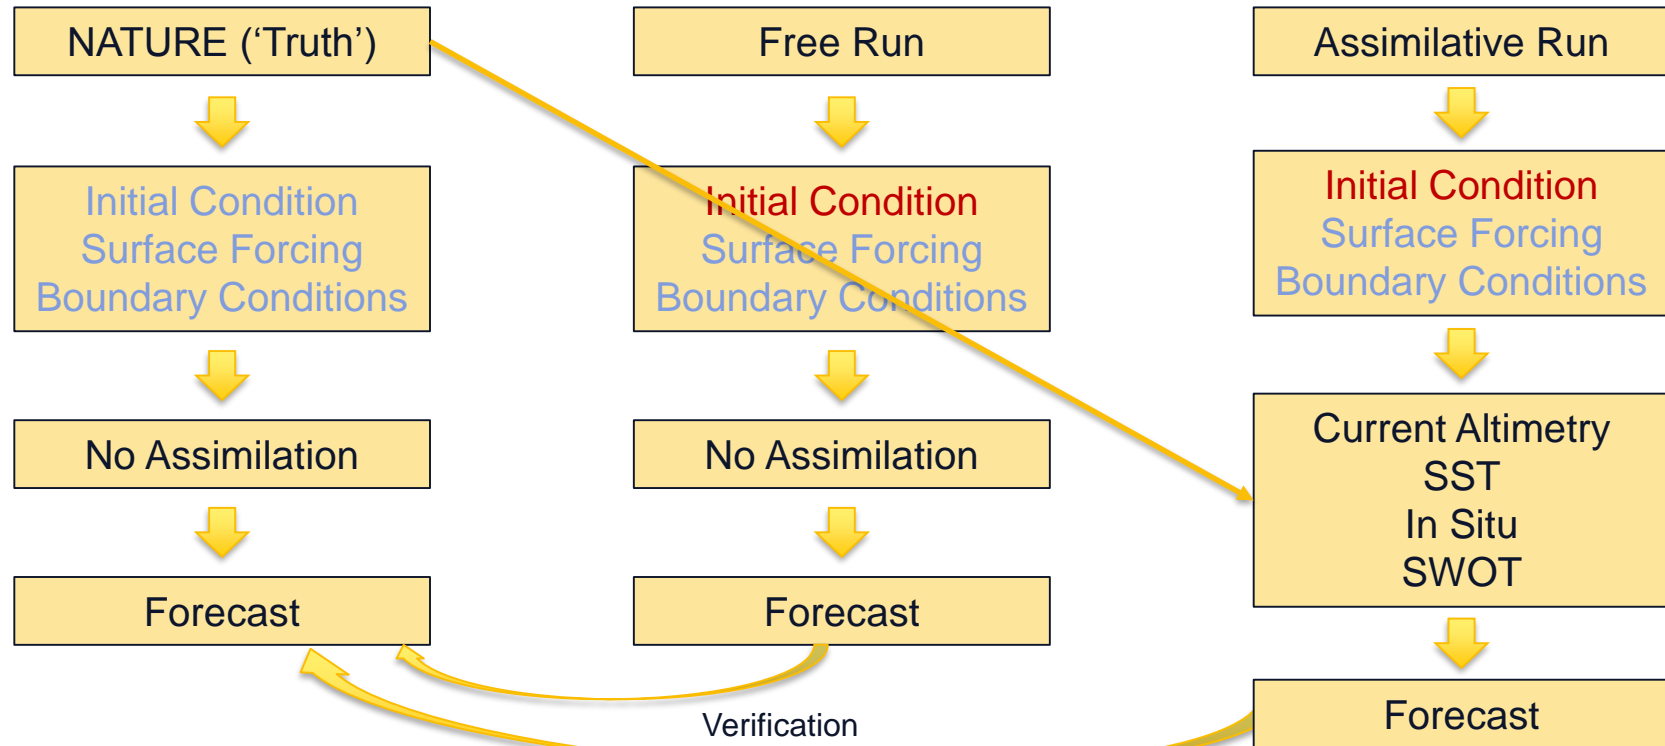 NATURE (‘Truth’)
Initial Condition
Surface Forcing
Boundary Conditions
No Assimilation
Forecast
Free Run
Initial Condition
Surface Forcing
Boundary Conditions
No Assimilation
Forecast
Assimilative Run
Initial Condition
Surface Forcing
Boundary Conditions
Current Altimetry
SST
In Situ
SWOT
Forecast
Verification